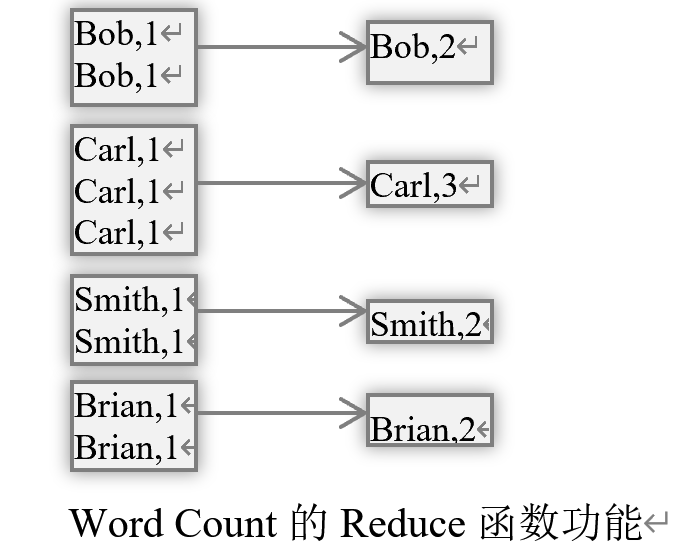 Bob,1
Bob,1
Bob,2
Carl,1
Carl,1
Carl,1
Carl,3
Smith,1
Smith,1
Smith,2
Brian,1
Brian,1
Brian,2
Word Count 的 Reduce 函数功能